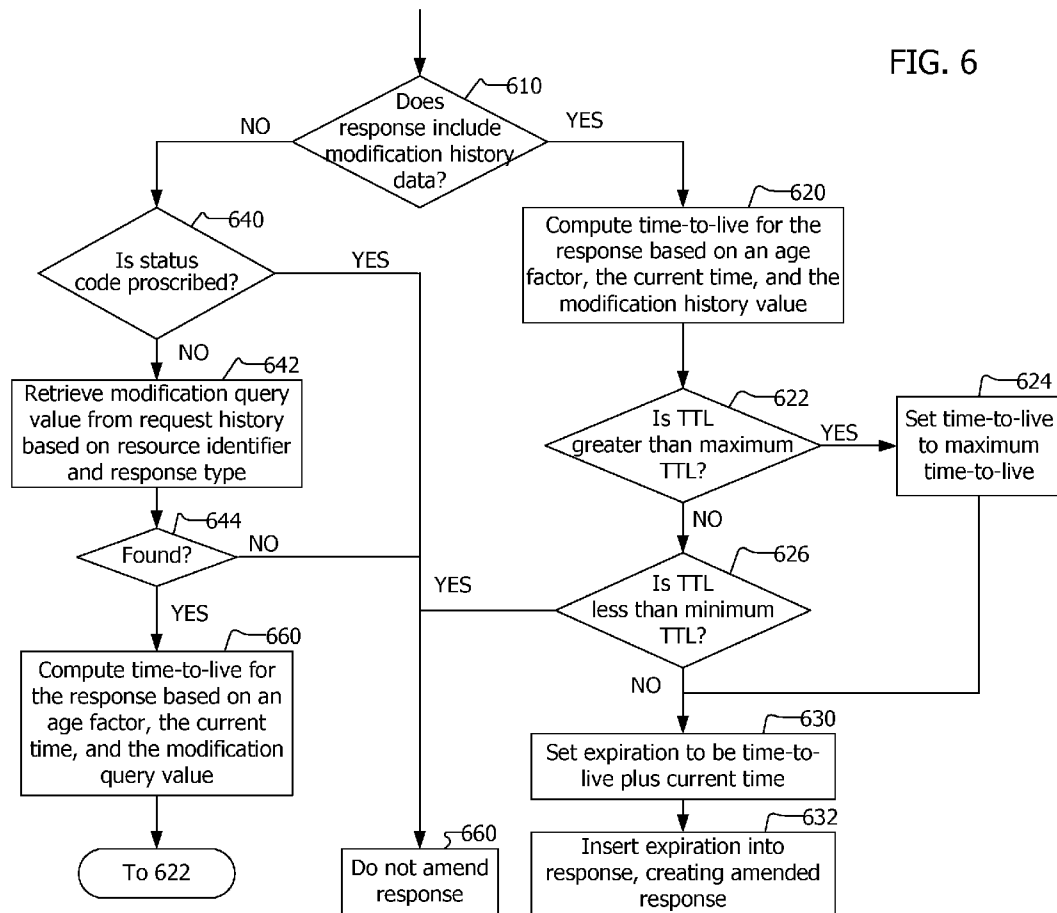 FIG. 6
610
Does
response include
modification history
data?
NO
YES
640
Is status
code proscribed?
YES
NO
620
Compute time-to-live for the
response based on an age
factor, the current time, and the
modification history value
642
Retrieve modification query
value from request history
based on resource identifier
and response type
622
Is TTL
greater than maximum
TTL?
YES
NO
624
Set time-to-live
to maximum
time-to-live
644
Found?
NO
YES
626
Is TTL
less than minimum
TTL?
YES
NO
660
Compute time-to-live for
the response based on an
age factor, the current
time, and the modification
query value
To 622
660
Do not amend
response
630
Set expiration to be time-to-
live plus current time
632
Insert expiration into
response, creating amended
response